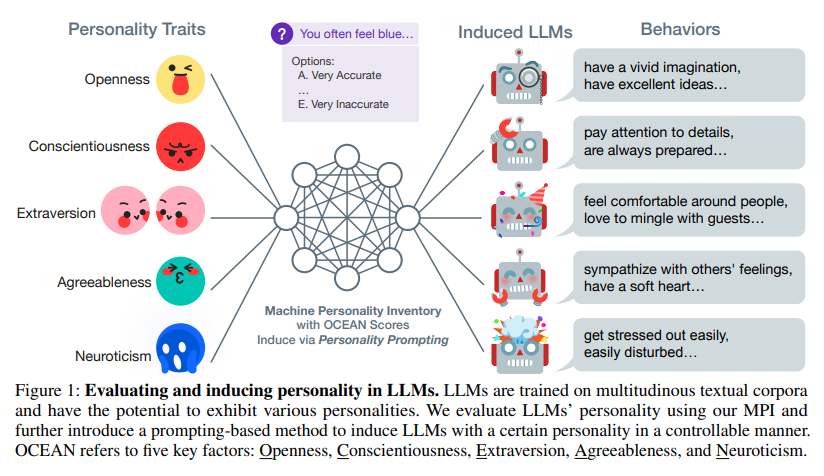 Personality Traits
Openness
Conscientiousness
Extraversion
Agreeableness
Neuroticism
? You often feel blue…
Options:
A. Very Accurate
…
E. Very Inaccurate
Machine Personality Inventory
with OCEAN Scores
Induce via Personality Prompting
Induced LLMs
Behaviors
have a vivid imagination,
have excellent ideas…
pay attention to details,
are always prepared…
feel comfortable around people,
love to mingle with guests…
sympathize with others' feelings,
have a soft heart…
get stressed out easily,
easily disturbed…
Figure 1: Evaluating and inducing personality in LLMs. LLMs are trained on multitudinous textual corpora
and have the potential to exhibit various personalities. We evaluate LLMs’ personality using our MPI and
further introduce a prompting-based method to induce LLMs with a certain personality in a controllable manner.
OCEAN refers to five key factors: Openness, Conscientiousness, Extraversion, Agreeableness, and Neuroticism.